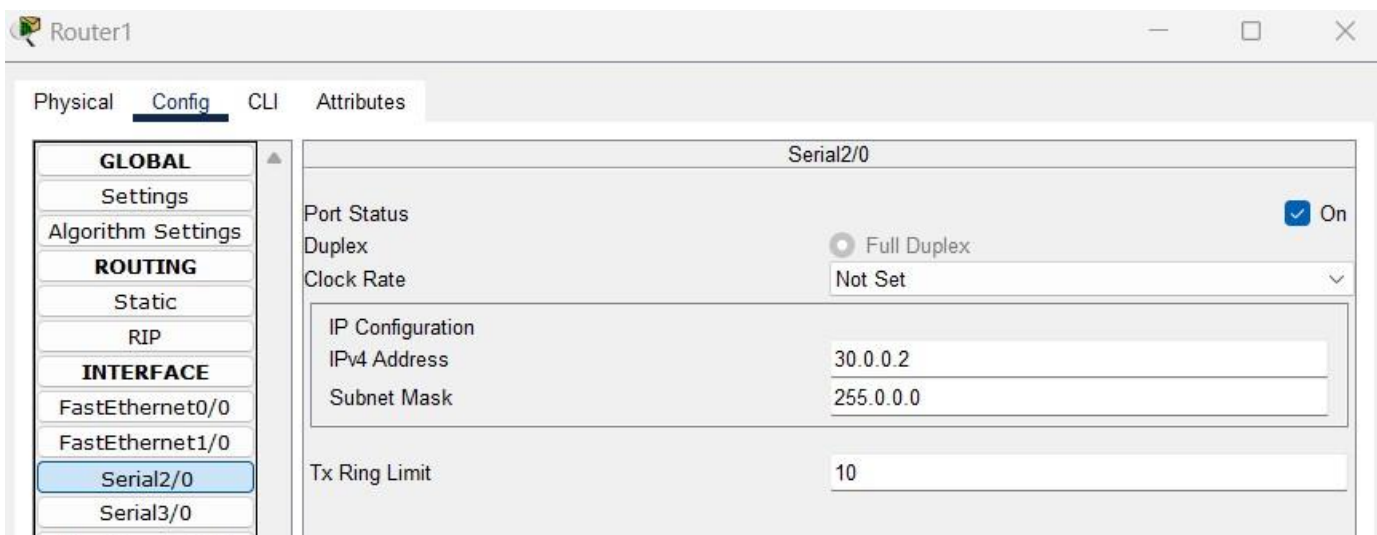 Router1
Physical Config CLI Attributes
GLOBAL
Settings
Algorithm Settings
ROUTING
Static
RIP
INTERFACE
FastEthernet0/0
FastEthernet1/0
Serial2/0
Serial3/0
Serial2/0
Port Status On
Duplex Full Duplex
Clock Rate Not Set
IP Configuration
IPv4 Address 30.0.0.2
Subnet Mask 255.0.0.0
Tx Ring Limit 10